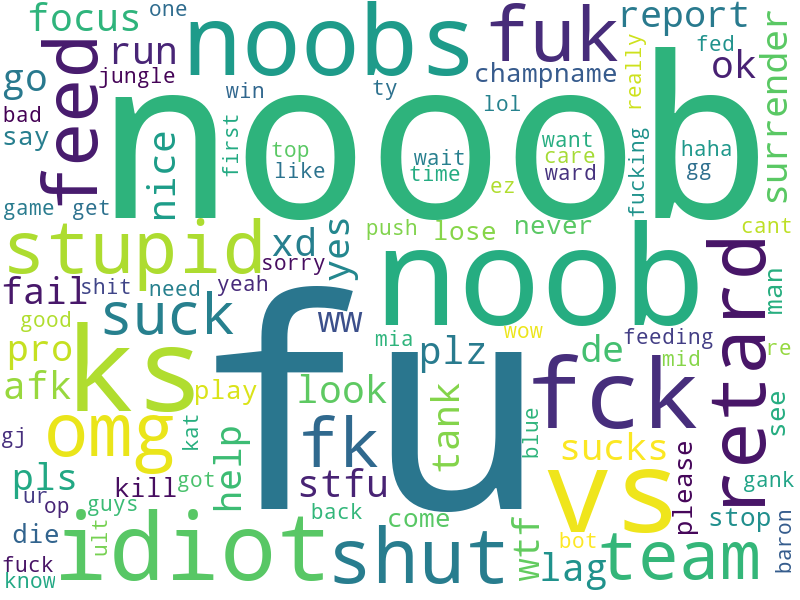 focus
one
noobs
fuk
report
fed
ok
go
feed
run
jungle
win
ty
champname
really
surrender
bad
say
nooob
first
nice
top
like
lol
wait
time
want
care
ward
fucking
haha
gg
game
get
ez
stupid
xd
yes
push
lose
never
cant
sorry
noob
retard
man
fail
shit
need
yeah
suck
fu
ww
good
ks
mia
wow
feeding
mid
re
pro
plz
de
afk
play
look
tank
fck
see
gj
omg
kat
help
fk
blue
sucks
please
gank
pls
ur
op
kill
got
stfu
vs
stop
guys
back
come
wtf
bot
baron
die
ult
idiot
shut
lag
team
fuck
know